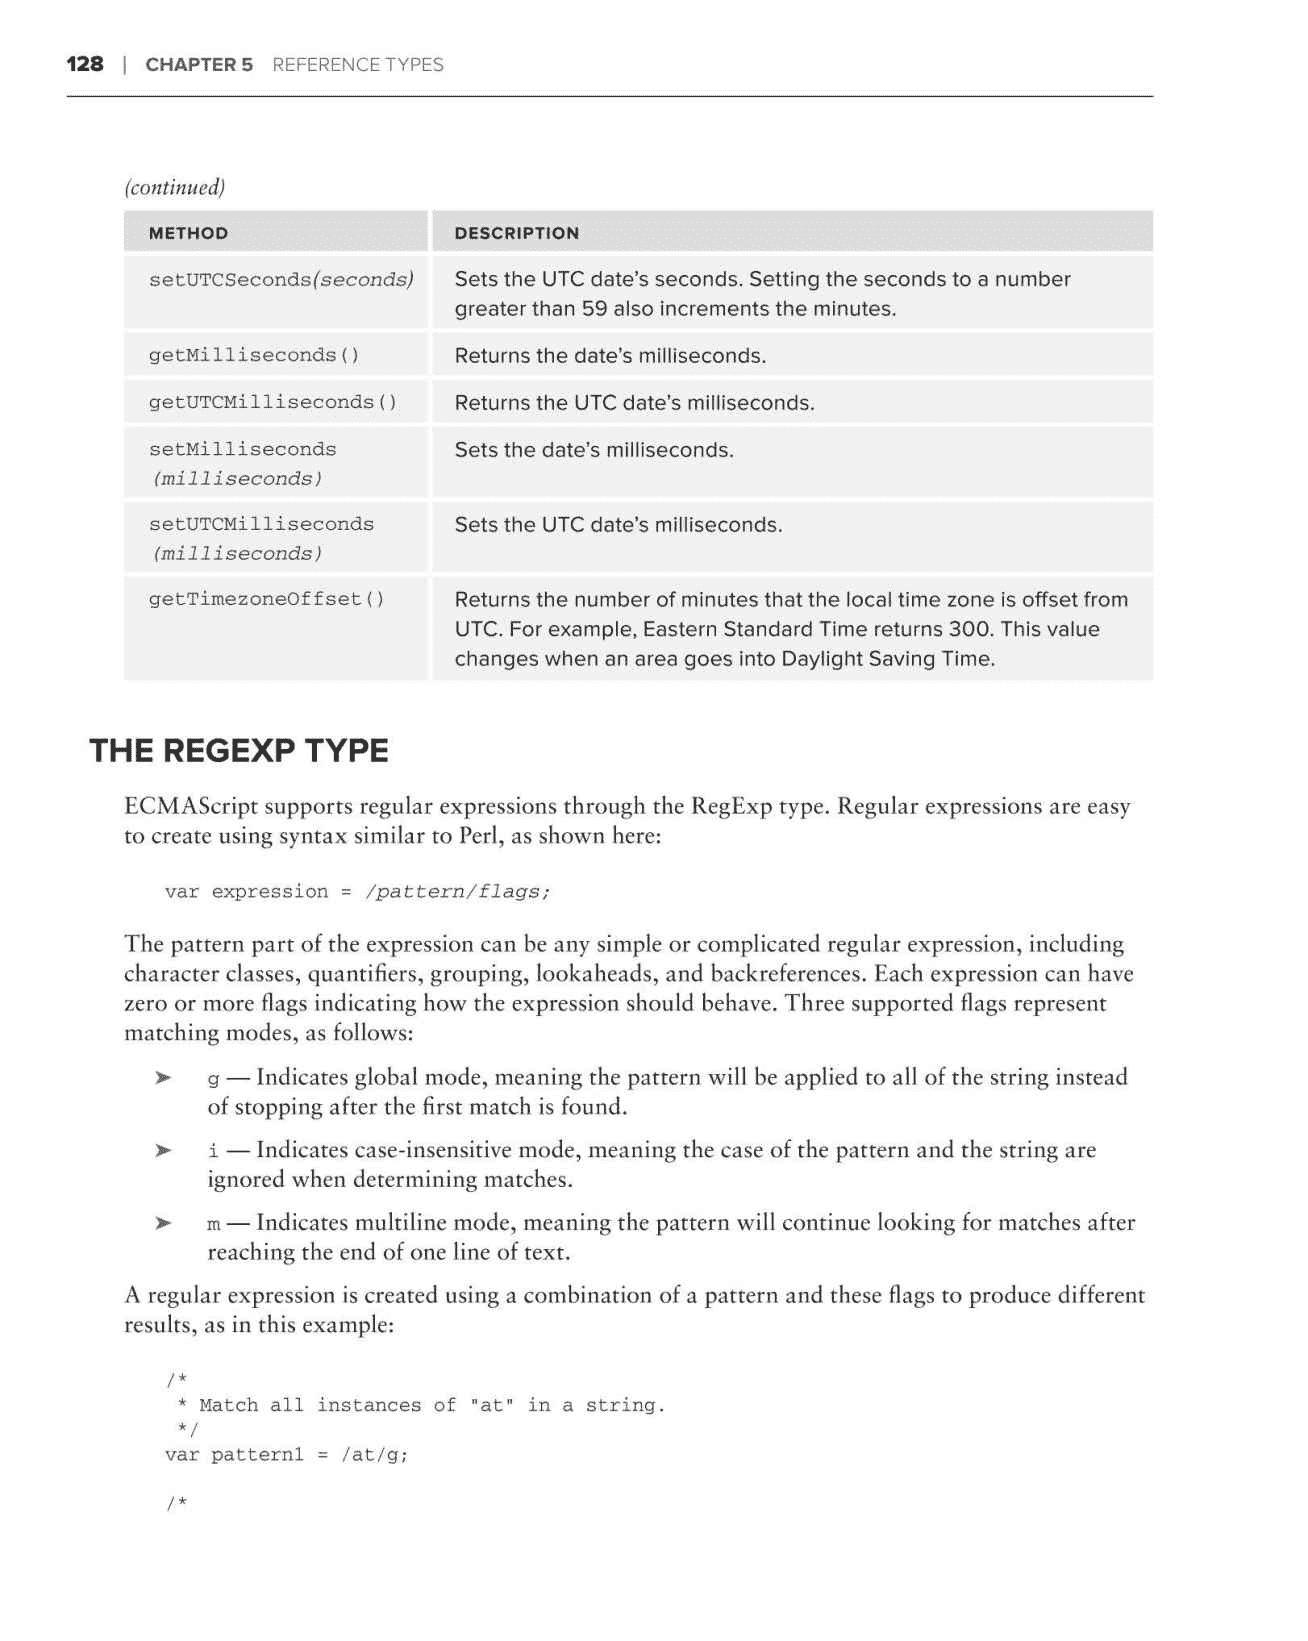 128 | CHAPTER 5 REFERENCE TYPES
(continued)
METHOD DESCRIPTION
setUTCSeconds(seconds) Sets the UTC date’s seconds. Setting the seconds to a number
greater than 59 also increments the minutes.
getMilliseconds() Returns the date’s milliseconds.
getUTCMilliseconds() Returns the UTC date’s milliseconds.
setMilliseconds Sets the date’s milliseconds.
(milliseconds)
setUTCMilliseconds Sets the UTC date’s milliseconds.
(milliseconds)
getTimezoneOffset() Returns the number of minutes that the local time zone is offset from
UTC. For example, Eastern Standard Time returns 300. This value
changes when an area goes into Daylight Saving Time.
THE REGEXP TYPE
ECMAScript supports regular expressions through the RegExp type. Regular expressions are easy
to create using syntax similar to Perl, as shown here:
var expression = /pattern/flags;
The pattern part of the expression can be any simple or complicated regular expression, including
character classes, quantifiers, grouping, lookaheads, and backreferences. Each expression can have
zero or more flags indicating how the expression should behave. Three supported flags represent
matching modes, as follows:
➤ g — Indicates global mode, meaning the pattern will be applied to all of the string instead
of stopping after the first match is found.
➤ i — Indicates case-insensitive mode, meaning the case of the pattern and the string are
ignored when determining matches.
➤ m — Indicates multiline mode, meaning the pattern will continue looking for matches after
reaching the end of one line of text.
A regular expression is created using a combination of a pattern and these flags to produce different
results, as in this example:
/*
* Match all instances of "at" in a string.
*/
var pattern1 = /at/g;
/*